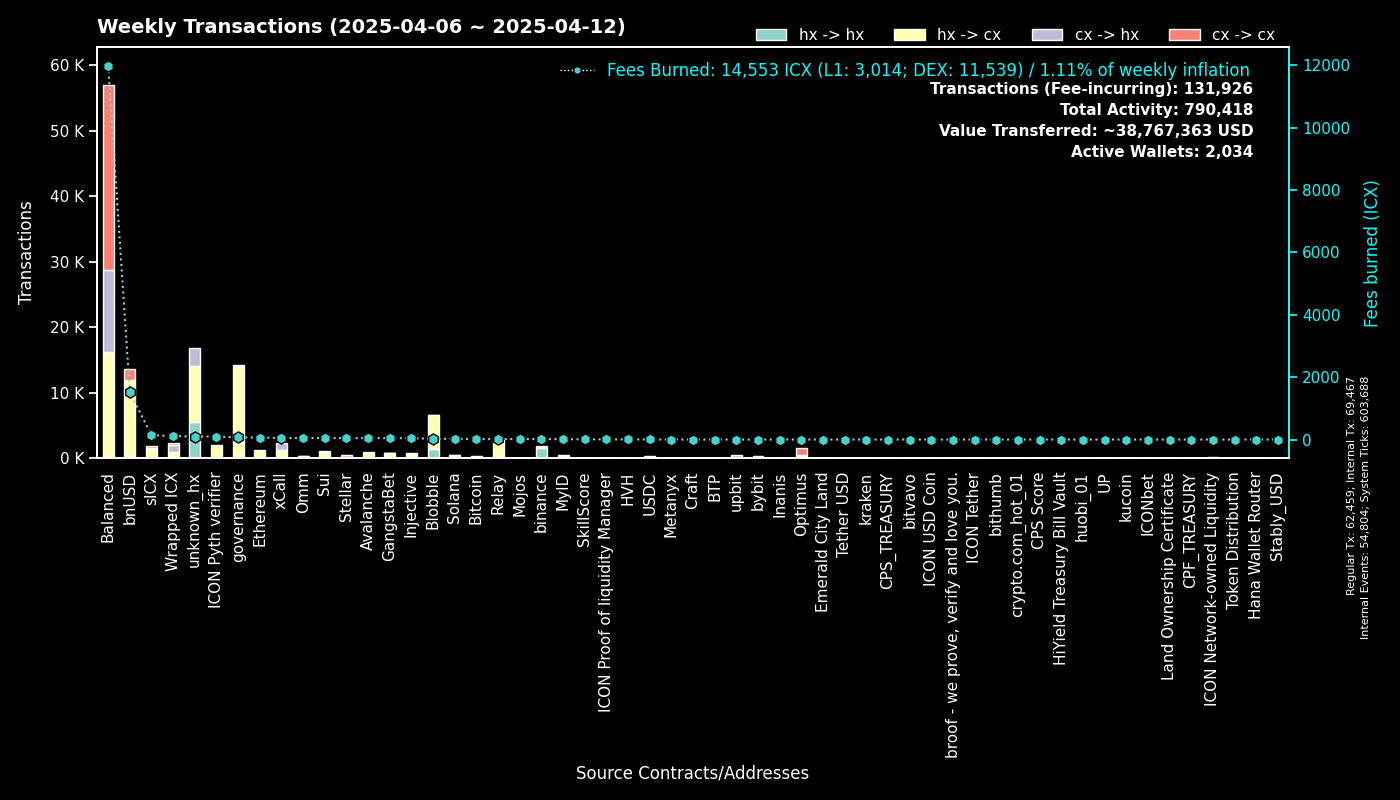 Weekly Transactions (2025-04-06 ~ 2025-04-12)
hx -> hx
hx -> cx
cx -> hx
cx -> cx
Fees Burned: 14,553 ICX (L1: 3,014; DEX: 11,539) / 1.11% of weekly inflation
Transactions (Fee-incurring): 131,926
Total Activity: 790,418
Value Transferred: ~38,767,363 USD
Active Wallets: 2,034
Transactions
60 K
50 K
40 K
30 K
20 K
10 K
0 K
12000
10000
8000
6000
4000
2000
0
Fees burned (ICX)
Regular Tx: 62,459; Internal Tx: 69,467
Internal Events: 54,804; System Ticks: 603,688
Balanced
bnUSD
sICX
Wrapped ICX
unknown_hx
ICON Pyth verifier
governance
Ethereum
xCall
Omm
Sui
Stellar
Avalanche
GangstaBet
Injective
Blobble
Solana
Bitcoin
Relay
Mojos
binance
MyID
SkillScore
ICON Proof of liquidity Manager
HVH
USDC
Metanyx
Craft
BTP
upbit
bybit
Inanis
Optimus
Emerald City Land
Tether USD
kraken
CPS_TREASURY
bitvavo
ICON USD Coin
broof - we prove, verify and love you.
ICON Tether
bithumb
crypto.com_hot_01
CPS Score
HiYield Treasury Bill Vault
huobi_01
UP
kucoin
ICONbet
Land Ownership Certificate
CPF_TREASURY
ICON Network-owned Liquidity
Token Distribution
Hana Wallet Router
Stably_USD
Source Contracts/Addresses